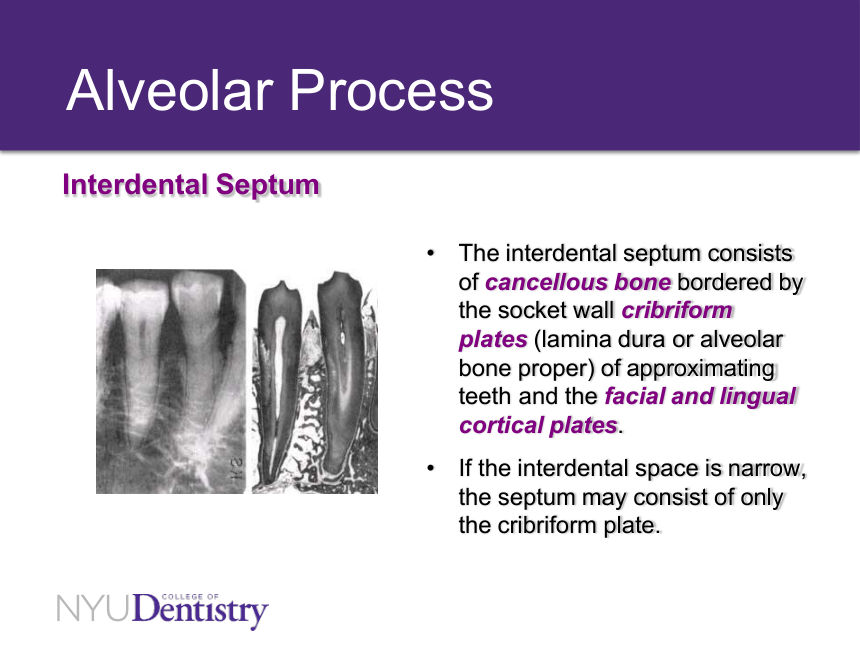 Alveolar Process
Interdental Septum
• The interdental septum consists
of cancellous bone bordered by
the socket wall cribriform
plates (lamina dura or alveolar
bone proper) of approximating
teeth and the facial and lingual
cortical plates.
• If the interdental space is narrow,
the septum may consist of only
the cribriform plate.
NYU COLLEGE OF
Dentistry